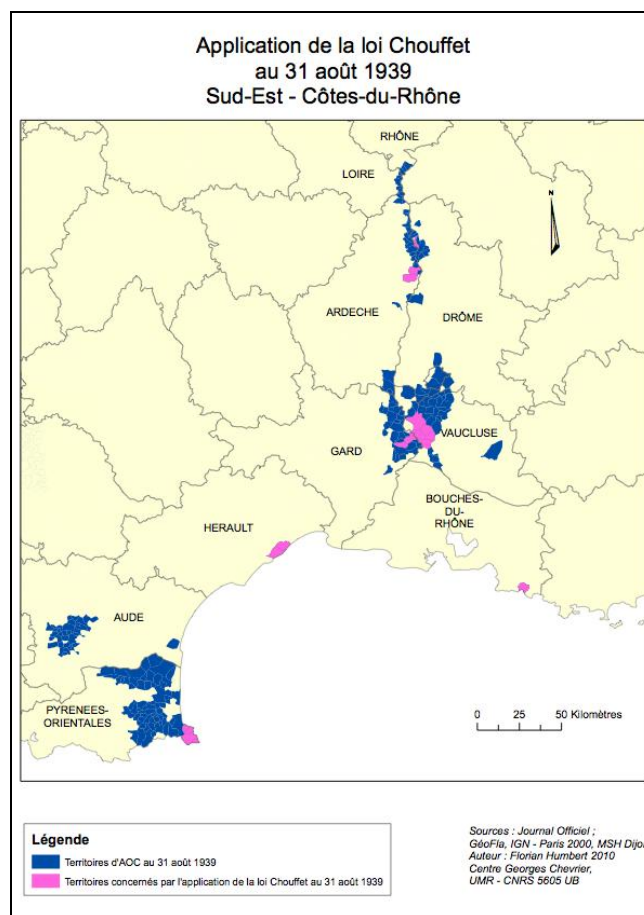 Application de la loi Chouffet
au 31 août 1939
Sud-Est - Côtes-du-Rhône
RHÔNE
LOIRE
N
ARDECHE
DRÔME
VAUCLUSE
GARD
BOUCHES-
DU-
RHÔNE
HERAULT
AUDE
PYRENEES-
ORIENTALES
0 25 50 Kilomètres
Légende
Territoires d'AOC au 31 août 1939
Territoires concernés par l'application de la loi Chouffet au 31 août 1939
Sources : Journal Officiel ;
GéoFla, IGN - Paris 2000, MSH Dijo
Auteur : Florian Humbert 2010
Centre Georges Chevrier,
UMR - CNRS 5605 UB